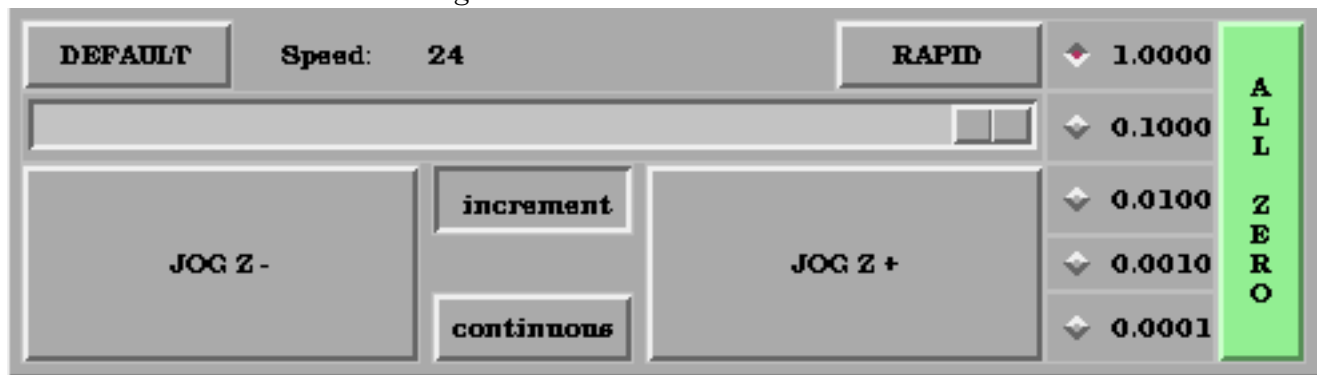 DEFAULT Speed: 24 RAPID 1.0000
0.1000
increment 0.0100
JOG Z - JOG Z + 0.0010
continuous 0.0001
ALL ZERO